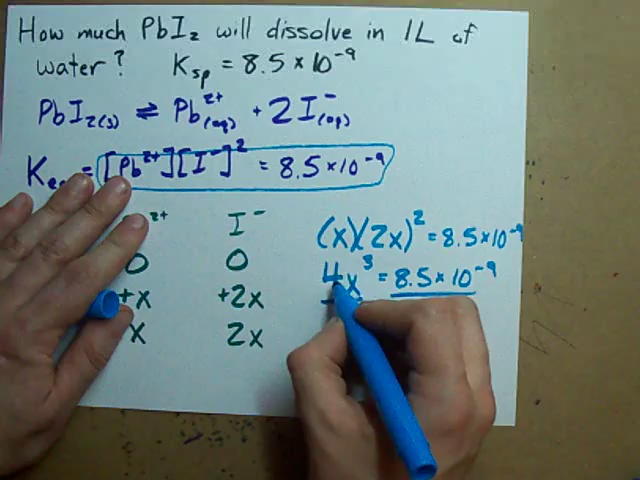 How much PbI₂ will dissolve in 1L of
water? Ksp = 8.5 × 10⁻⁹
PbI₂(s) ⇌ Pb²⁺(aq) + 2I⁻(aq)
Ke = [Pb²⁺][I⁻]² = 8.5 × 10⁻⁹
²⁺ I⁻
0 0
+x +2x
x 2x
(x)(2x)² = 8.5 × 10⁻⁹
4x³ = 8.5 × 10⁻⁹